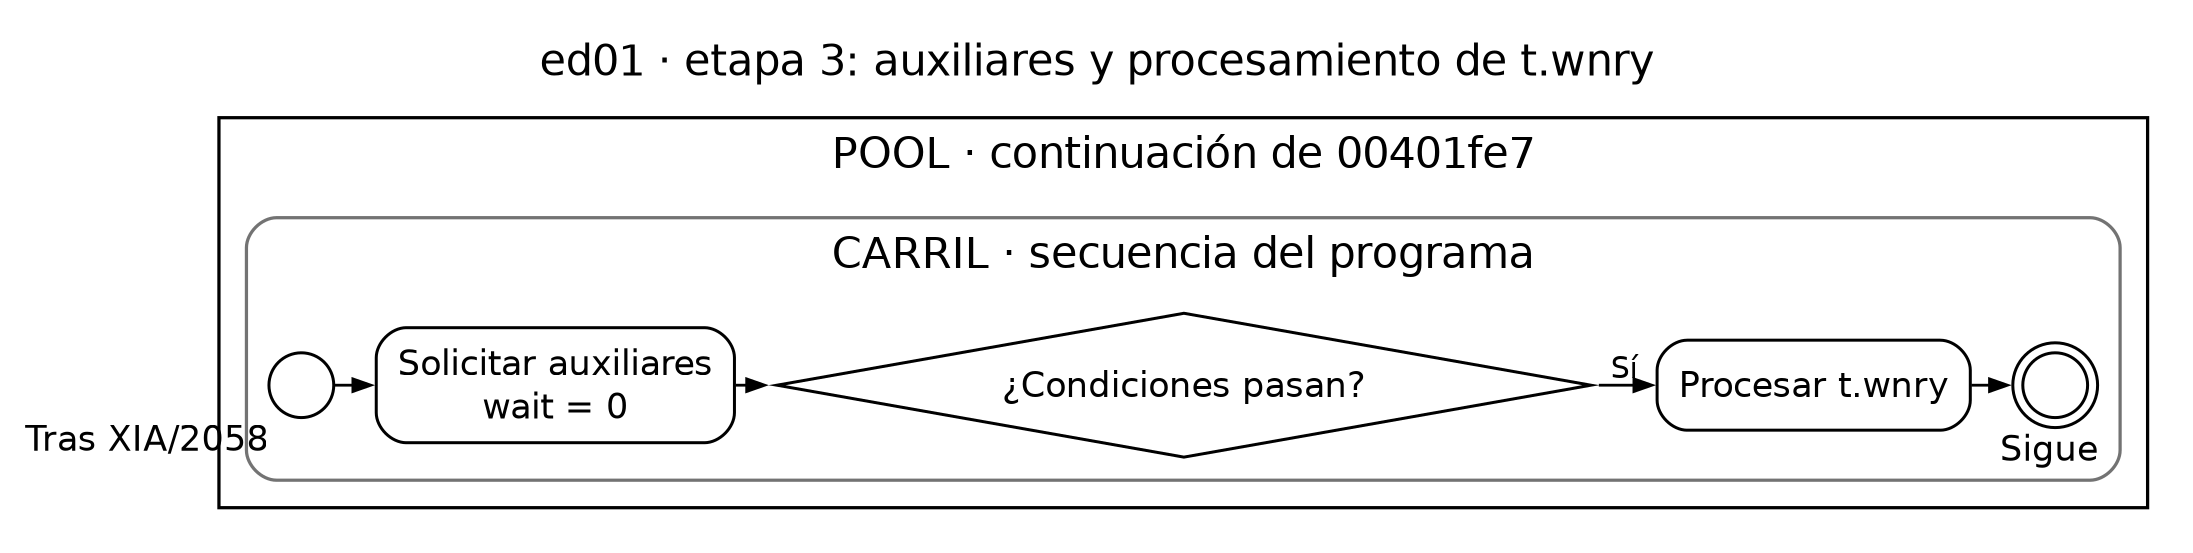 ed01 · etapa 3: auxiliares y procesamiento de t.wnry
POOL · continuación de 00401fe7
CARRIL · secuencia del programa
Tras XIA/2058
Solicitar auxiliares
wait = 0
¿Condiciones pasan?
Sí
Procesar t.wnry
Sigue